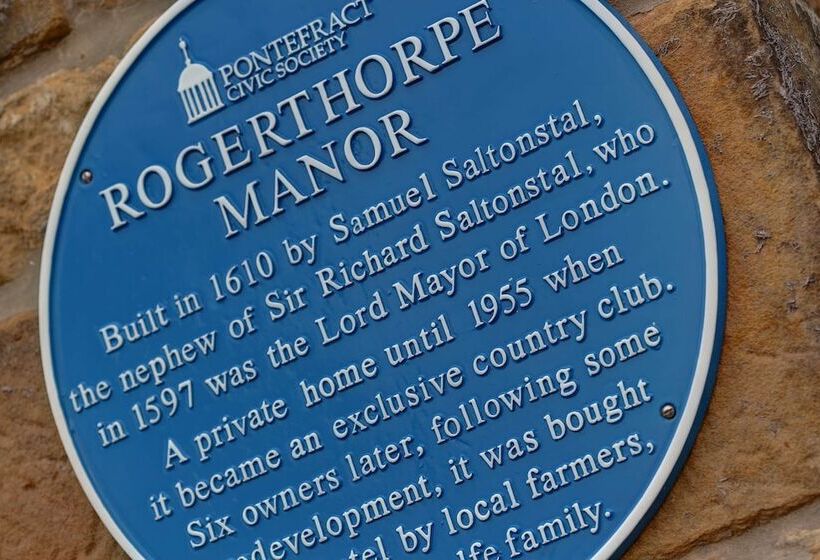 PONTEFRACT
CIVIC SOCIETY
ROGERTHORPE
MANOR
Built in 1610 by Samuel Saltonstal,
the nephew of Sir Richard Saltonstal, who
in 1597 was the Lord Mayor of London.
A private home until 1955 when
it became an exclusive country club.
Six owners later, following some
redevelopment, it was bought
by local farmers,
family.